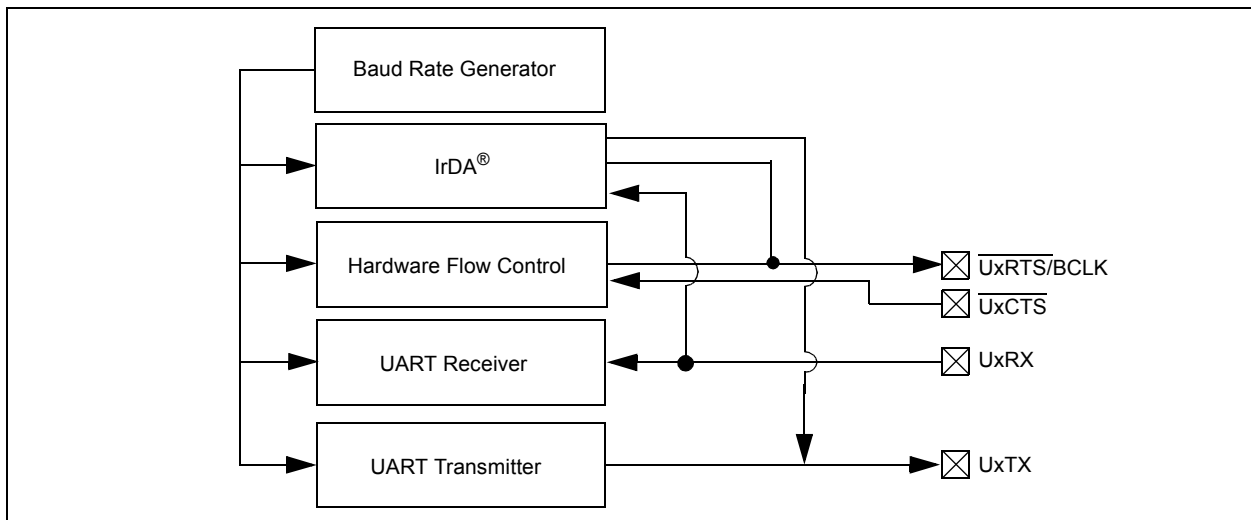 Baud Rate Generator
IrDA®
Hardware Flow Control
UxRTS/BCLK
UxCTS
UART Receiver
UxRX
UART Transmitter
UxTX